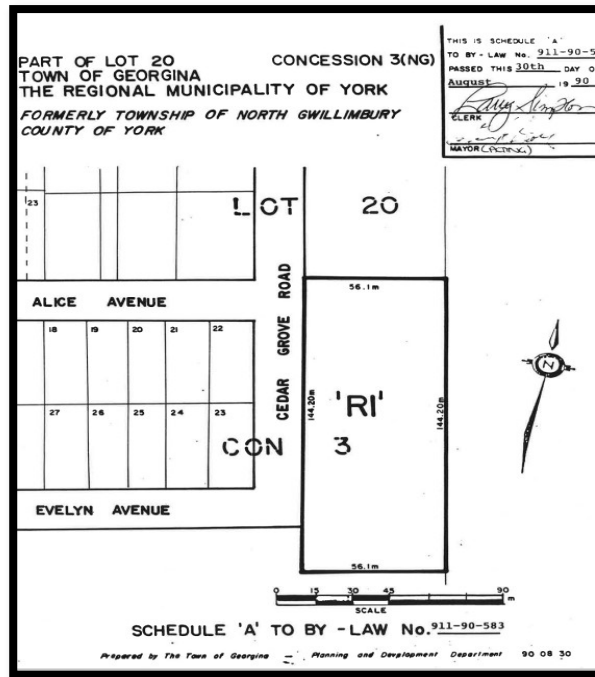 PART OF LOT 20 CONCESSION 3(NG)
TOWN OF GEORGINA
THE REGIONAL MUNICIPALITY OF YORK
FORMERLY TOWNSHIP OF NORTH GWILLIMBURY
COUNTY OF YORK
THIS IS SCHEDULE 'A'
TO BY-LAW No. 911-90-5
PASSED THIS 30th DAY O
August 19 90
Larry Simpson
CLERK
MAYOR (ACTING)
23
LOT 20
ALICE AVENUE
CEDAR GROVE ROAD
56.1m
18 19 20 21 22
144.20m
'RI'
144.20m
N
27 26 25 24 23
CON 3
EVELYN AVENUE
56.1m
0 15 30 45 90
m
SCALE
SCHEDULE 'A' TO BY-LAW No. 911-90-583
Prepared by The Town of Georgina - Planning and Development Department 90 08 30